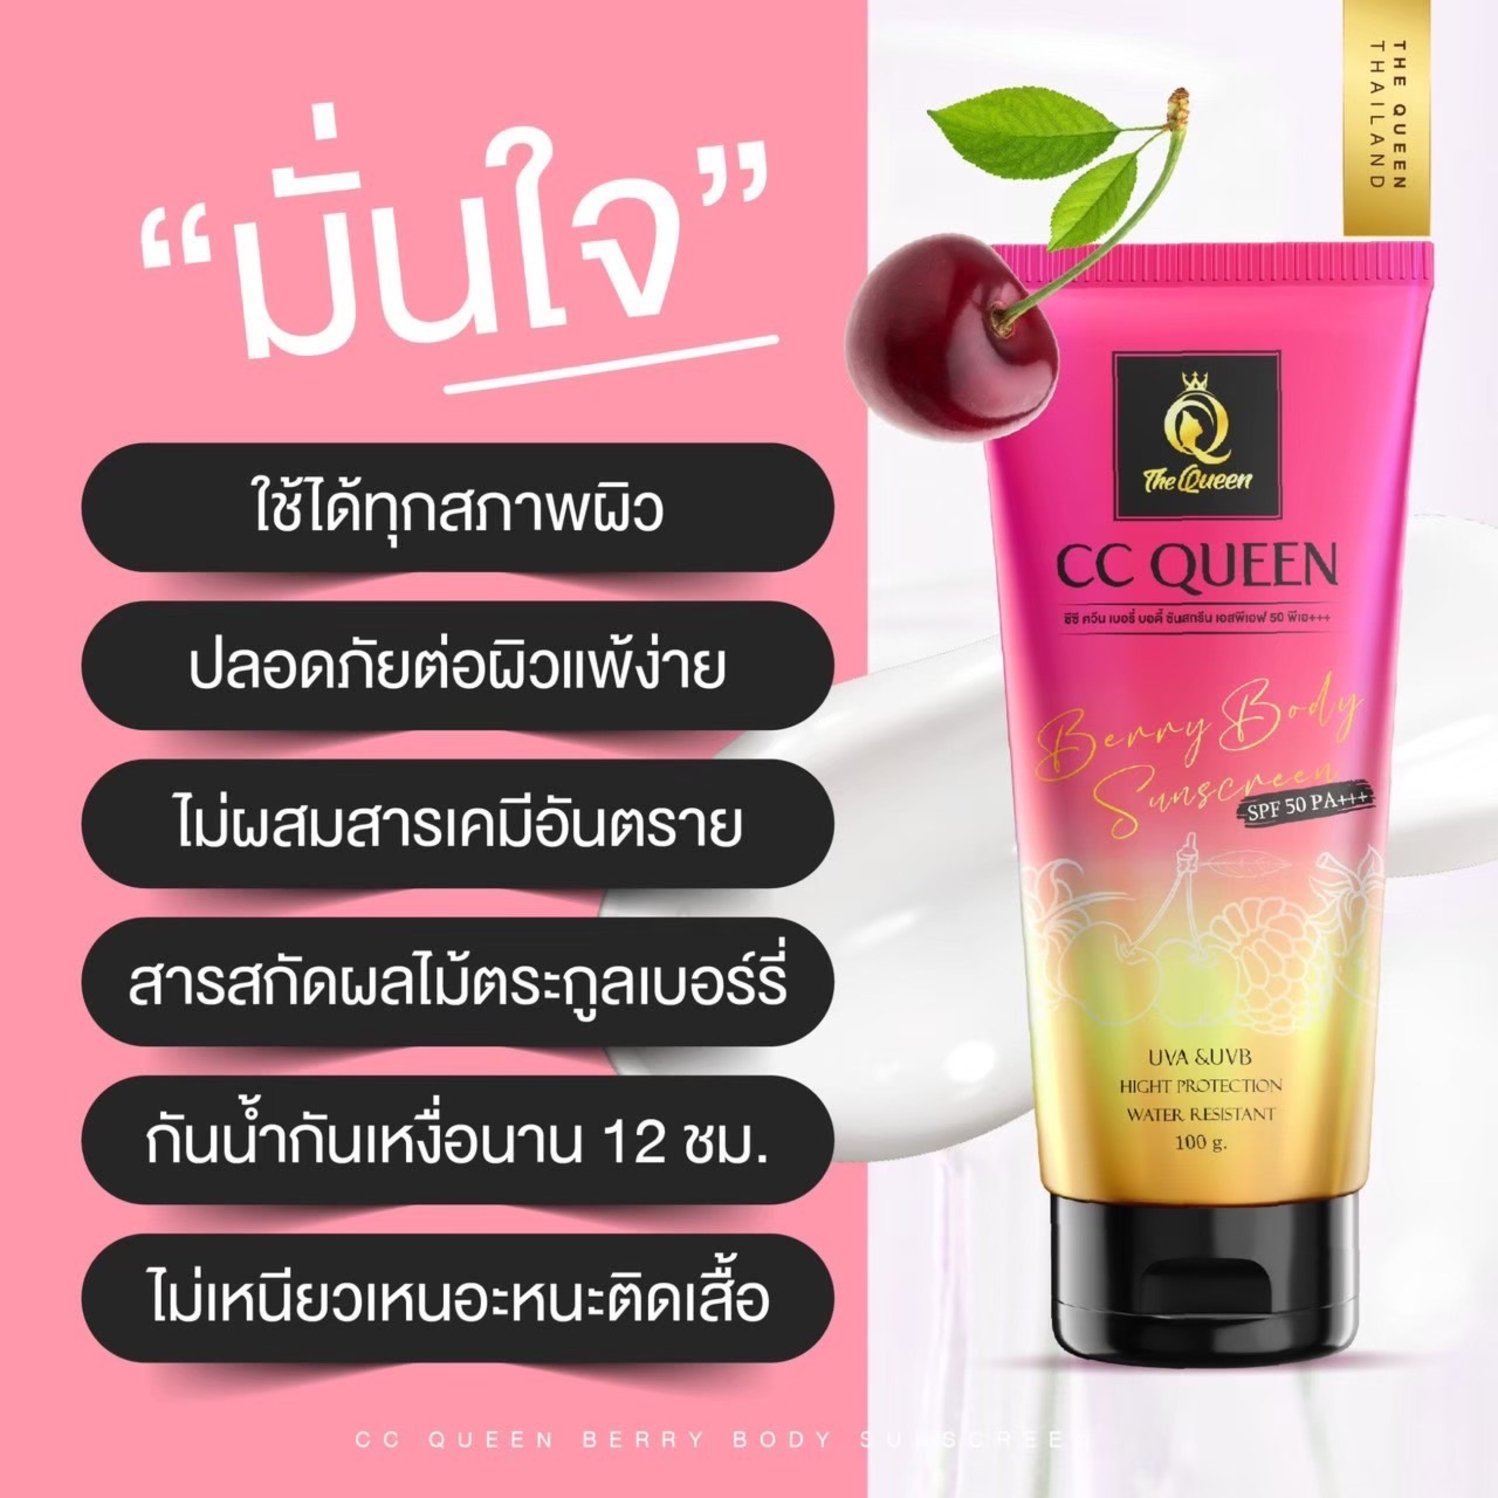 “มั่นใจ”
ใช้ได้ทุกสภาพผิว
ปลอดภัยต่อผิวแพ้ง่าย
ไม่ผสมสารเคมีอันตราย
สารสกัดผลไม้ตระกูลเบอร์รี่
กันน้ำกันเหงื่อนาน 12 ชม.
ไม่เหนียวเหนอะหนะติดเสื้อ
THE QUEEN
THAILAND
The Queen
CC QUEEN
ซีซี ควีน เบอรี่ บอดี้ ซันสกรีน เอสพีเอฟ 50 พีเอ+++
Berry Body
Sunscreen
SPF 50 PA+++
UVA &UVB
HIGHT PROTECTION
WATER RESISTANT
100 g.
CC QUEEN BERRY BODY SUNSCREEN